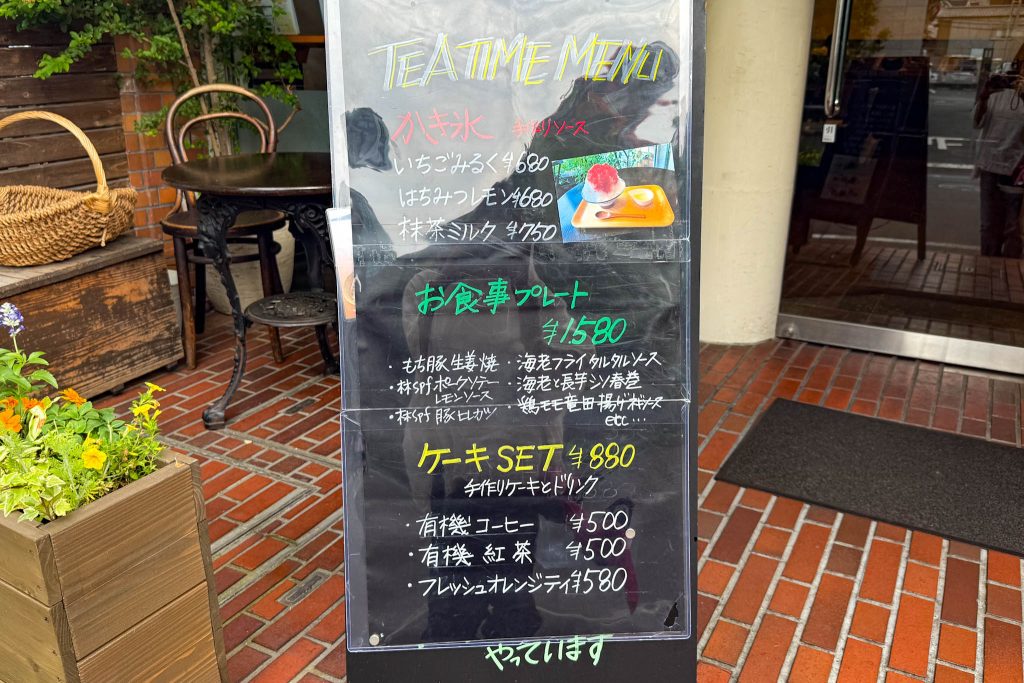 TEA TIME MENU
かき氷 手作りソース
いちごみるく ¥680
はちみつレモン ¥680
抹茶ミルク ¥750
お食事プレート
¥1.580
・もち豚生姜焼
・林spfポークソテー
レモンソース
・林spf豚ヒレカツ
・海老フライタルタルソース
・海老と長芋シソ春巻
・鶏モモ竜田揚ゲネギソース
etc…
ケーキSET ¥880
手作りケーキとドリンク
・有機コーヒー ¥500
・有機紅茶 ¥500
・フレッシュオレンジティ ¥580
やっています